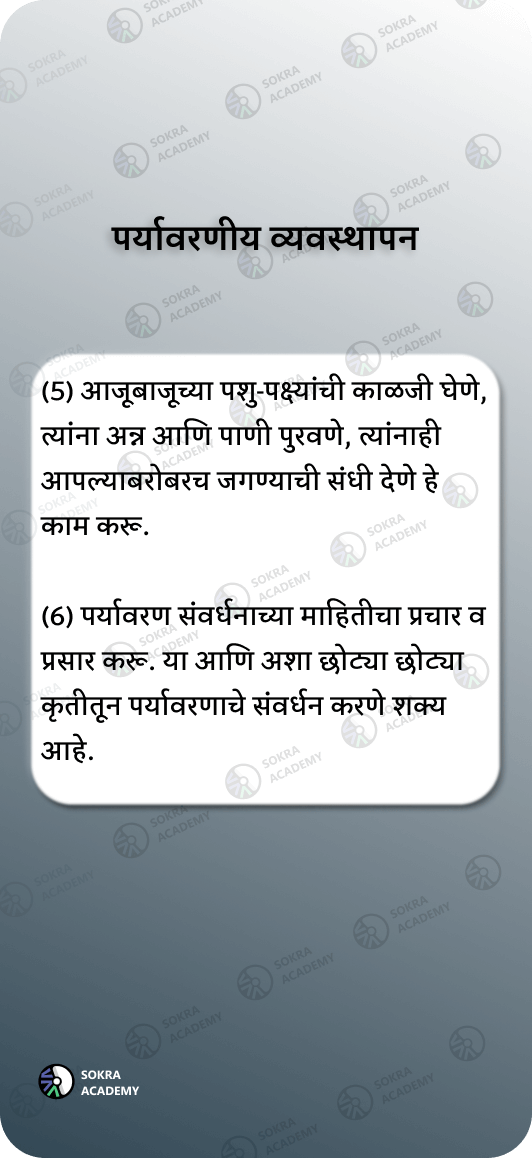 पर्यावरणीय व्यवस्थापन
(5) आजूबाजूच्या पशु-पक्ष्यांची काळजी घेणे,
त्यांना अन्न आणि पाणी पुरवणे, त्यांनाही
आपल्याबरोबरच जगण्याची संधी देणे हे
काम करू.
(6) पर्यावरण संवर्धनाच्या माहितीचा प्रचार व
प्रसार करू. या आणि अशा छोट्या छोट्या
कृतीतून पर्यावरणाचे संवर्धन करणे शक्य
आहे.
SOKRA
ACADEMY